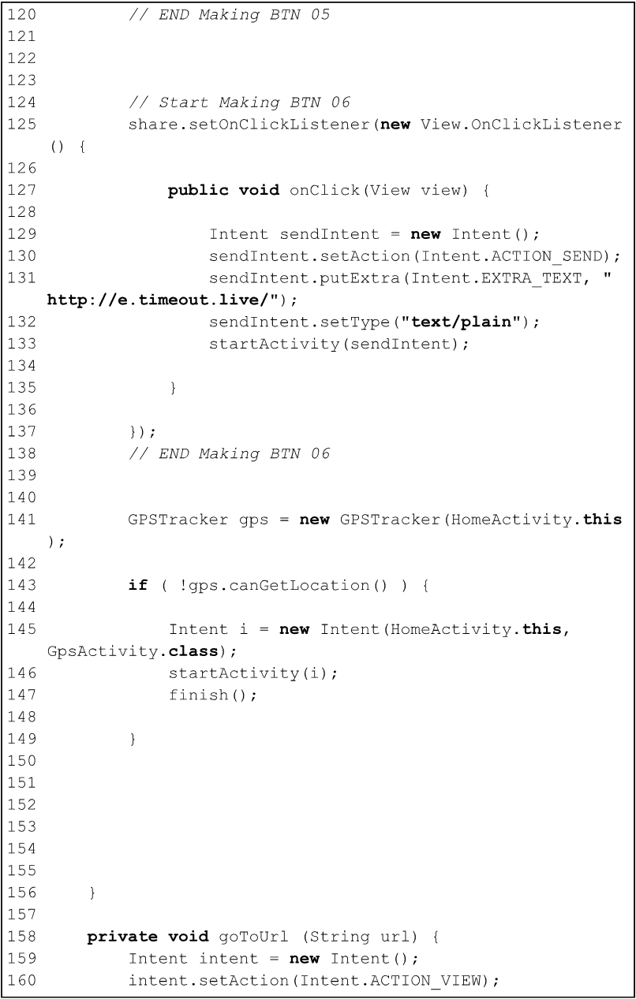 120         // END Making BTN 05
121
122
123
124         // Start Making BTN 06
125         share.setOnClickListener(new View.OnClickListener
    () {
126
127             public void onClick(View view) {
128
129                 Intent sendIntent = new Intent();
130                 sendIntent.setAction(Intent.ACTION_SEND);
131                 sendIntent.putExtra(Intent.EXTRA_TEXT, "
    http://e.timeout.live/");
132                 sendIntent.setType("text/plain");
133                 startActivity(sendIntent);
134
135             }
136
137         });
138         // END Making BTN 06
139
140
141         GPSTracker gps = new GPSTracker(HomeActivity.this
    );
142
143         if ( !gps.canGetLocation() ) {
144
145             Intent i = new Intent(HomeActivity.this,
    GpsActivity.class);
146             startActivity(i);
147             finish();
148
149         }
150
151
152
153
154
155
156     }
157
158     private void goToUrl (String url) {
159         Intent intent = new Intent();
160         intent.setAction(Intent.ACTION_VIEW);